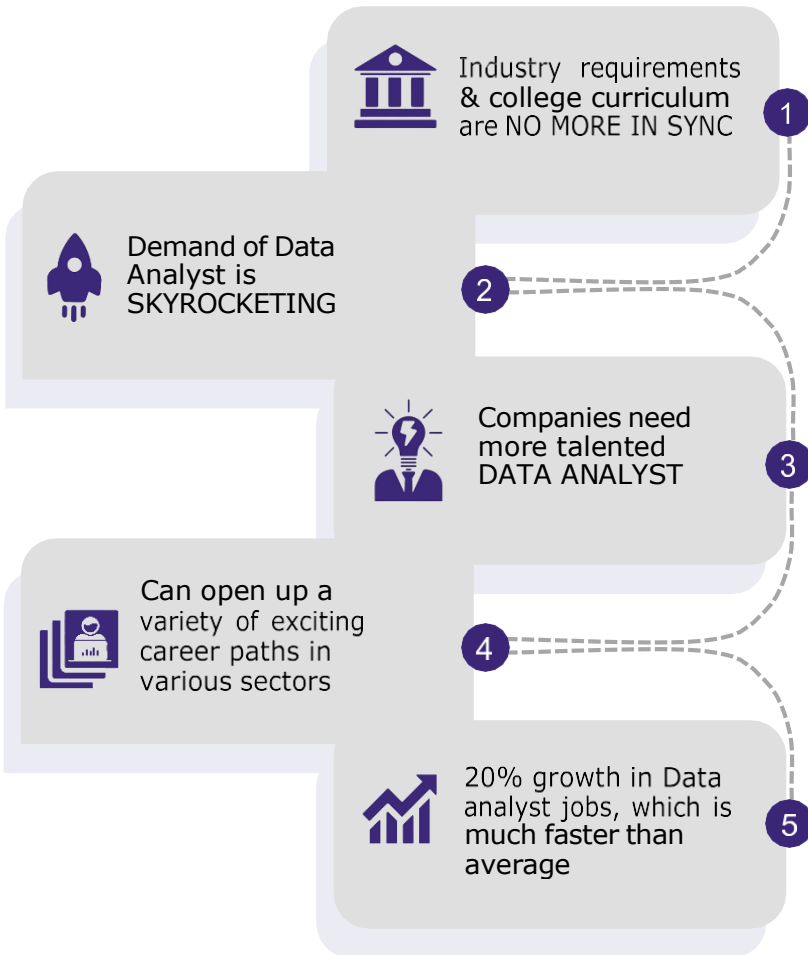 Industry requirements
& college curriculum
are NO MORE IN SYNC
1
Demand of Data
Analyst is
SKYROCKETING
2
Companies need
more talented
DATA ANALYST
3
Can open up a
variety of exciting
career paths in
various sectors
4
20% growth in Data
analyst jobs, which is
much faster than
average
5